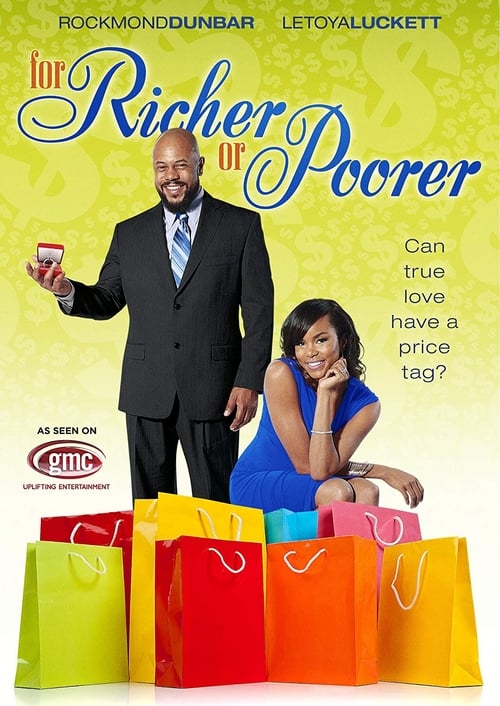 ROCKMONDDUNBAR LETOYALUCKETT
for Richer
or Poorer
Can
true
love
have a
price
tag?
AS SEEN ON
gmc
UPLIFTING ENTERTAINMENT